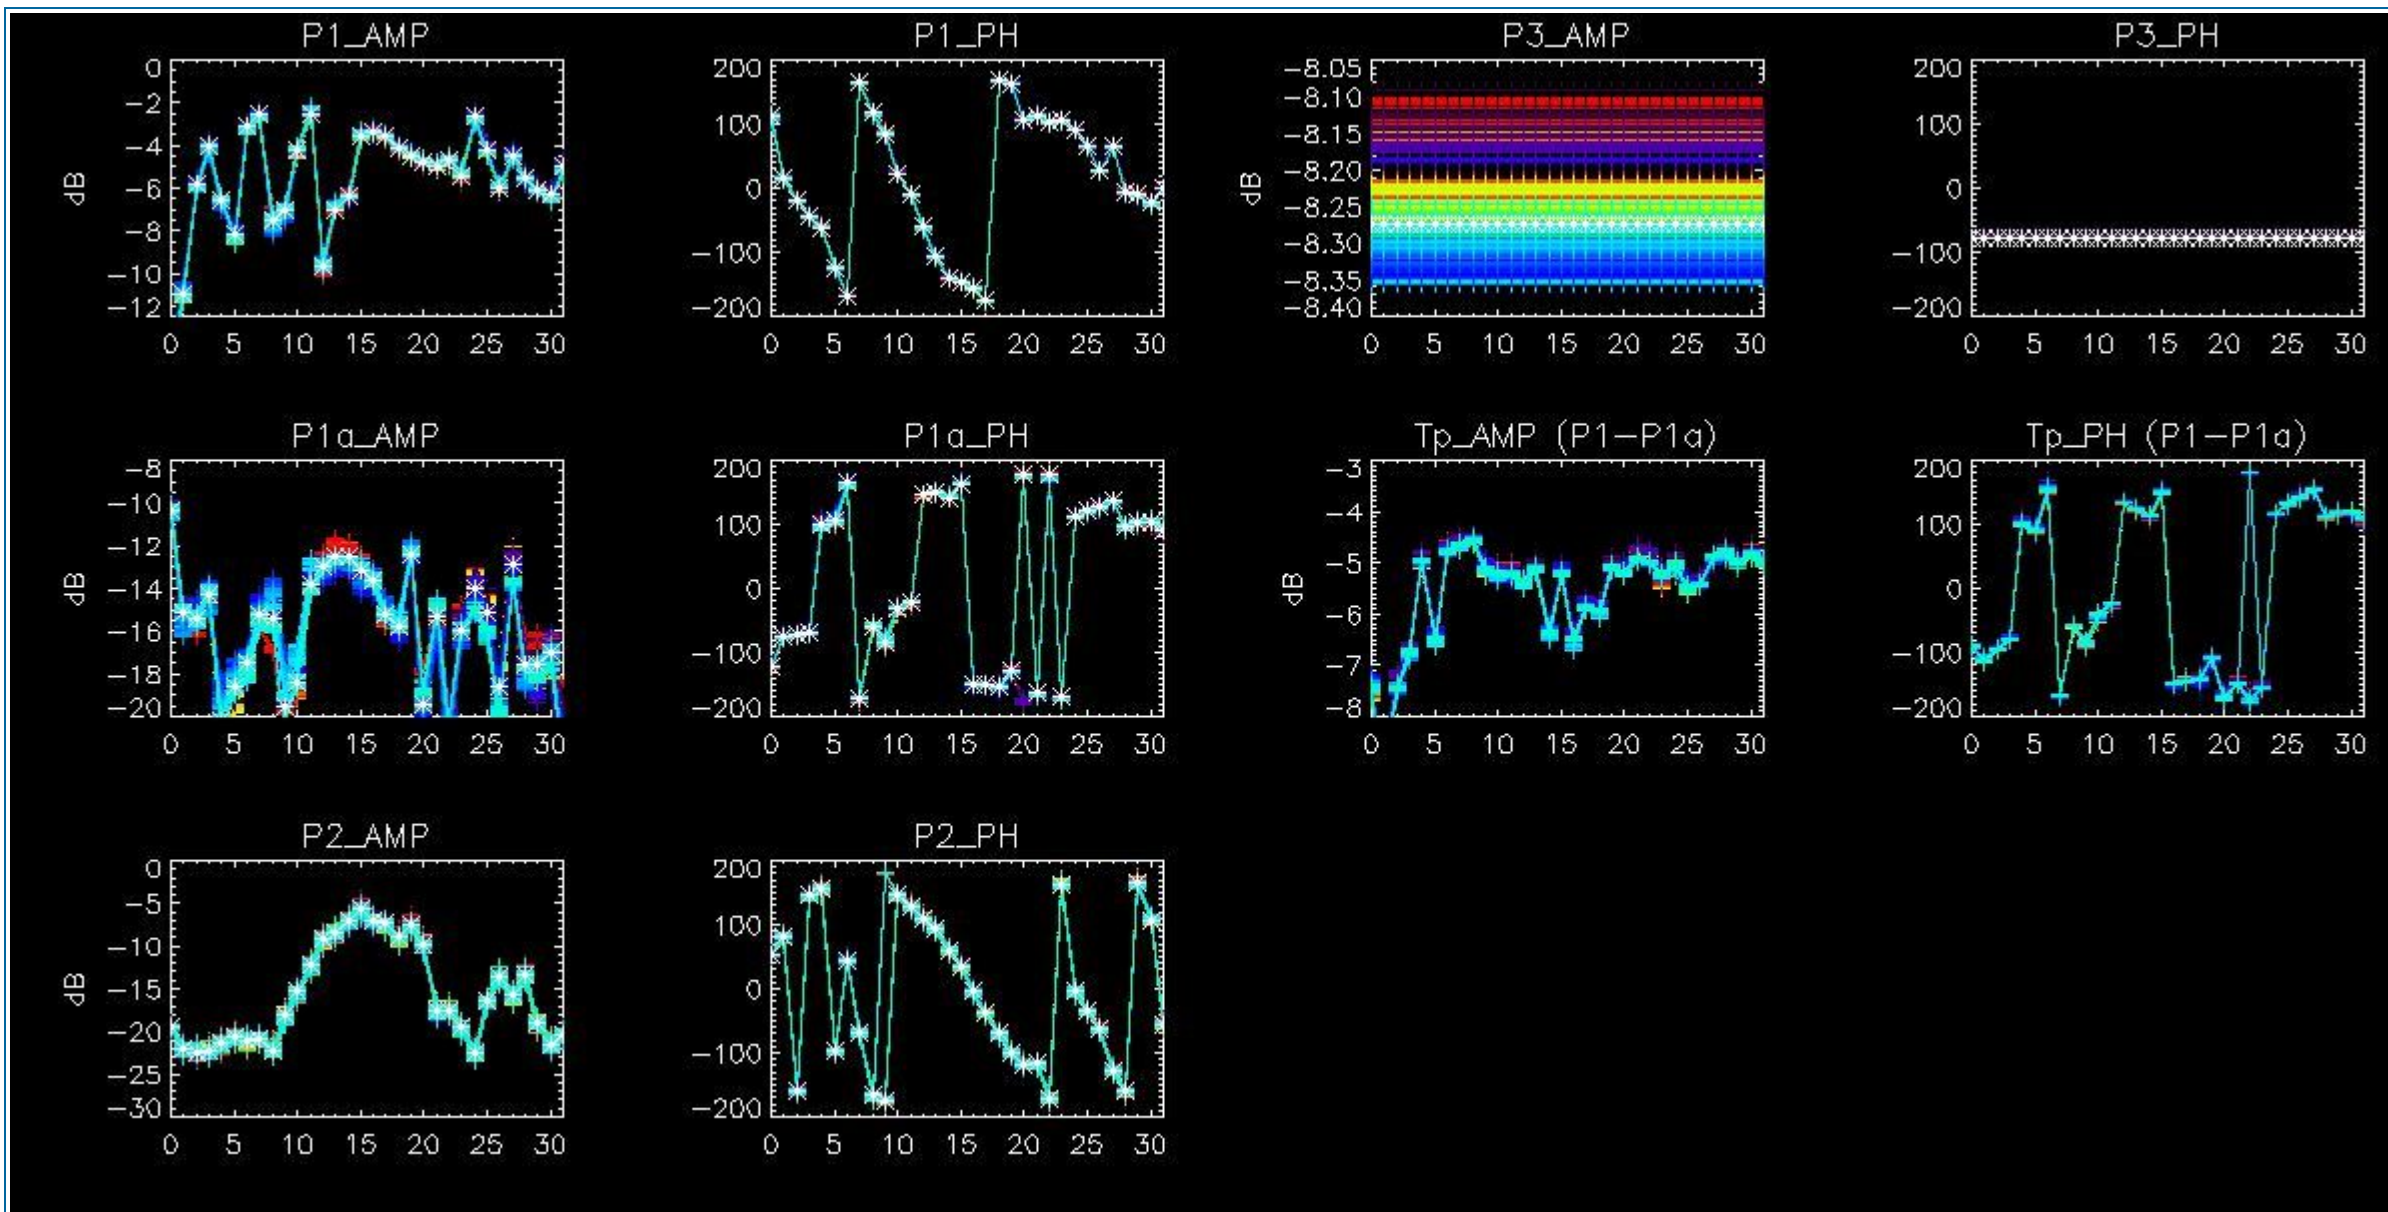 P1_AMP P1_PH P3_AMP P3_PH
0 200 -8.05 200
-2 100 -8.10 100
-4 0 -8.15 0
-6 -100 -8.20 -100
-8 -200 -8.25 -200
-10 -8.30
-12 -8.35
-8.40
dB dB
0 5 10 15 20 25 30 0 5 10 15 20 25 30 0 5 10 15 20 25 30 0 5 10 15 20 25 30
P1a_AMP P1a_PH Tp_AMP (P1-P1a) Tp_PH (P1-P1a)
-8 200 -3 200
-10 100 -4 100
-12 0 -5 0
-14 -100 -6 -100
-16 -200 -7 -200
-18 -8
-20
dB dB
0 5 10 15 20 25 30 0 5 10 15 20 25 30 0 5 10 15 20 25 30 0 5 10 15 20 25 30
P2_AMP P2_PH
0 200
-5 100
-10 0
-15 -100
-20 -200
-25
-30
dB
0 5 10 15 20 25 30 0 5 10 15 20 25 30